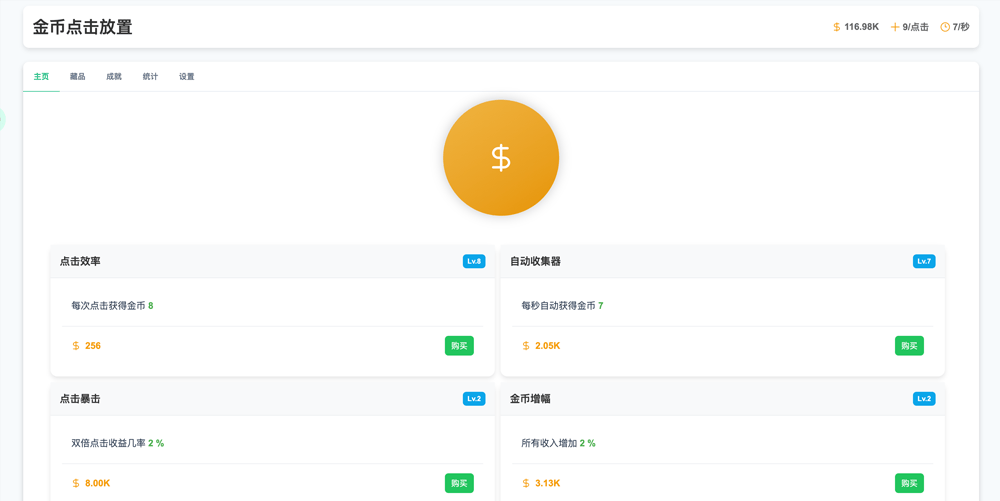 金币点击放置
$ 116.98K + 9/点击 7/秒
主页 藏品 成就 统计 设置
$
点击效率 Lv.8
每次点击获得金币 8
$ 256 购买
自动收集器 Lv.7
每秒自动获得金币 7
$ 2.05K 购买
点击暴击 Lv.2
双倍点击收益几率 2 %
$ 8.00K 购买
金币增幅 Lv.2
所有收入增加 2 %
$ 3.13K 购买